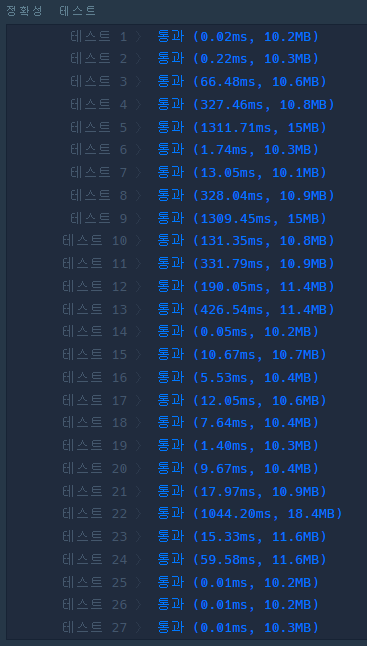 정확성 테스트
테스트 1 〉 통과 (0.02ms, 10.2MB)
테스트 2 〉 통과 (0.22ms, 10.3MB)
테스트 3 〉 통과 (66.48ms, 10.6MB)
테스트 4 〉 통과 (327.46ms, 10.8MB)
테스트 5 〉 통과 (1311.71ms, 15MB)
테스트 6 〉 통과 (1.74ms, 10.3MB)
테스트 7 〉 통과 (13.05ms, 10.1MB)
테스트 8 〉 통과 (328.04ms, 10.9MB)
테스트 9 〉 통과 (1309.45ms, 15MB)
테스트 10 〉 통과 (131.35ms, 10.8MB)
테스트 11 〉 통과 (331.79ms, 10.9MB)
테스트 12 〉 통과 (190.05ms, 11.4MB)
테스트 13 〉 통과 (426.54ms, 11.4MB)
테스트 14 〉 통과 (0.05ms, 10.2MB)
테스트 15 〉 통과 (10.67ms, 10.7MB)
테스트 16 〉 통과 (5.53ms, 10.4MB)
테스트 17 〉 통과 (12.05ms, 10.6MB)
테스트 18 〉 통과 (7.64ms, 10.4MB)
테스트 19 〉 통과 (1.40ms, 10.3MB)
테스트 20 〉 통과 (9.67ms, 10.4MB)
테스트 21 〉 통과 (17.97ms, 10.9MB)
테스트 22 〉 통과 (1044.20ms, 18.4MB)
테스트 23 〉 통과 (15.33ms, 11.6MB)
테스트 24 〉 통과 (59.58ms, 11.6MB)
테스트 25 〉 통과 (0.01ms, 10.2MB)
테스트 26 〉 통과 (0.01ms, 10.2MB)
테스트 27 〉 통과 (0.01ms, 10.3MB)